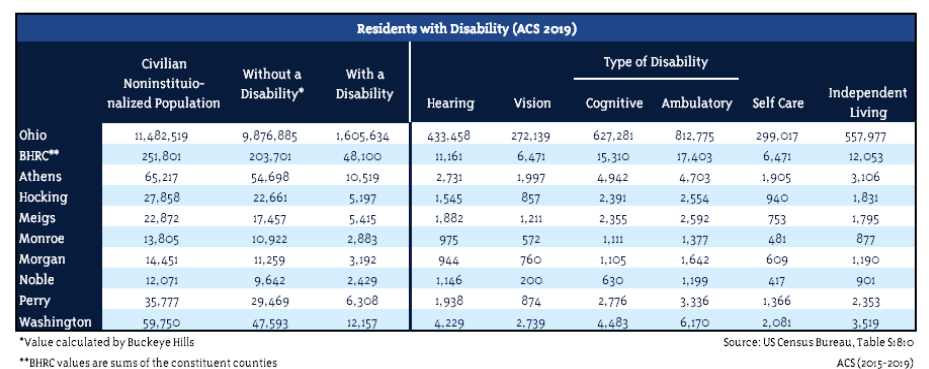 Residents with Disability (ACS 2019)
Civilian Noninstituio-nalized Population Without a Disability* With a Disability Type of Disability
Hearing Vision Cognitive Ambulatory Self Care Independent Living
Ohio 11,482,519 9,876,885 1,605,634 433,458 272,139 627,281 812,775 299,017 557,977
BHRC** 251,801 203,701 48,100 11,161 6,471 15,310 17,403 6,471 12,053
Athens 65,217 54,698 10,519 2,731 1,997 4,942 4,703 1,905 3,106
Hocking 27,858 22,661 5,197 1,545 857 2,391 2,554 940 1,831
Meigs 22,872 17,457 5,415 1,882 1,211 2,355 2,592 753 1,795
Monroe 13,805 10,922 2,883 975 572 1,111 1,377 481 877
Morgan 14,451 11,259 3,192 944 760 1,105 1,642 609 1,190
Noble 12,071 9,642 2,429 1,146 200 630 1,199 417 901
Perry 35,777 29,469 6,308 1,938 874 2,776 3,336 1,366 2,353
Washington 59,750 47,593 12,157 4,229 2,739 4,483 6,170 2,081 3,519
*Value calculated by Buckeye Hills Source: US Census Bureau, Table S1810
**BHRC values are sums of the constituent counties ACS (2015-2019)